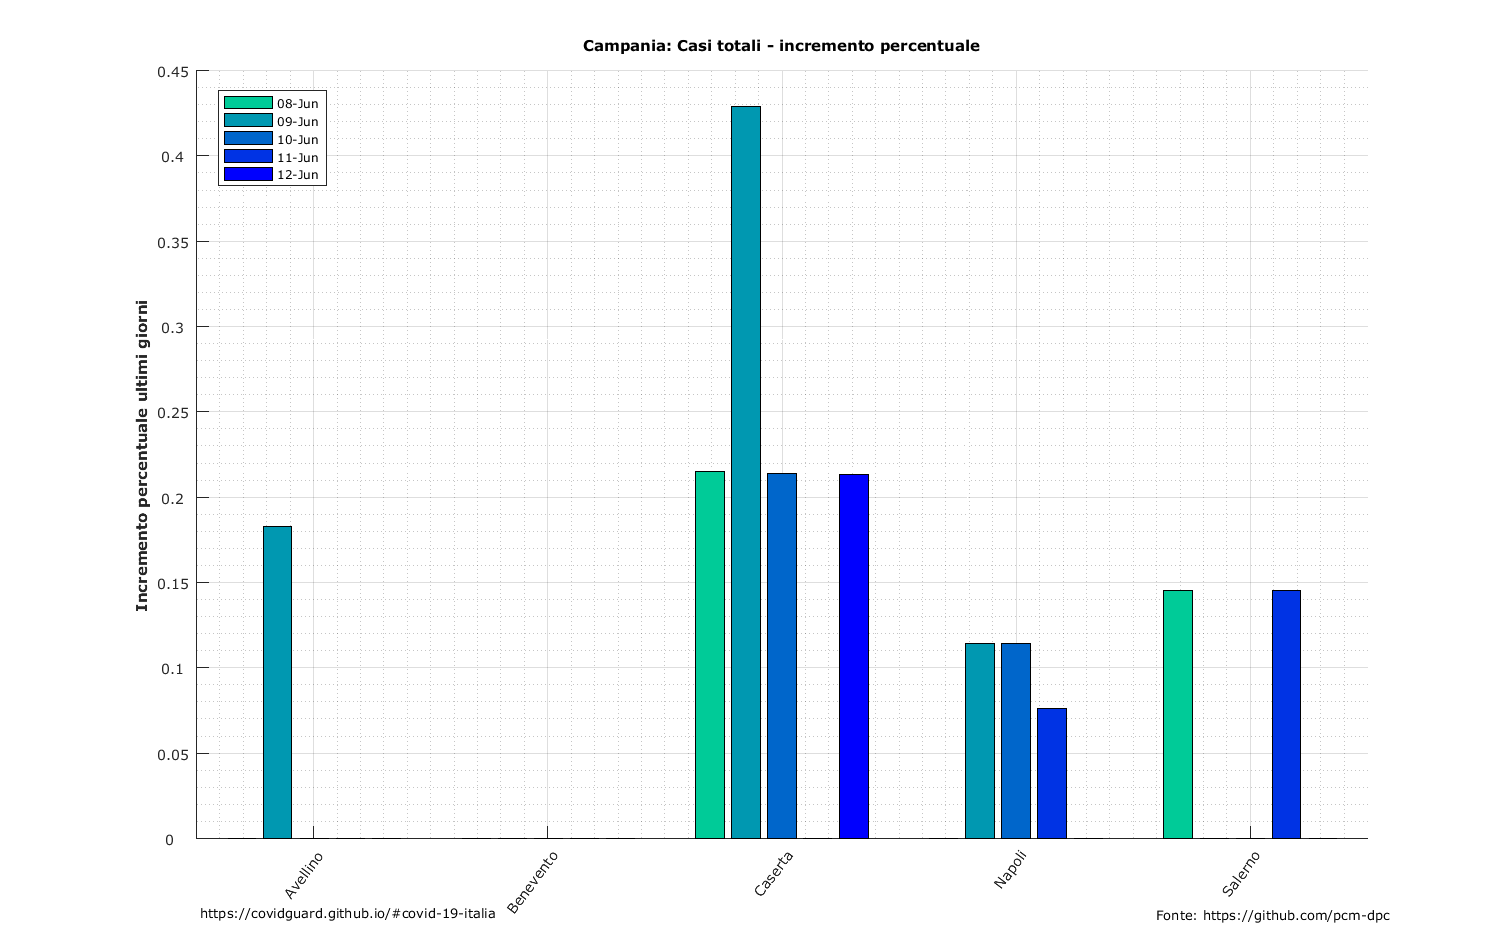 Campania: Casi totali - incremento percentuale
0.45
0.4
0.35
0.3
0.25
0.2
0.15
0.1
0.05
0
Incremento percentuale ultimi giorni
08-Jun
09-Jun
10-Jun
11-Jun
12-Jun
Avellino
Benevento
Caserta
Napoli
Salerno
https://covidguard.github.io/#covid-19-italia
Fonte: https://github.com/pcm-dpc